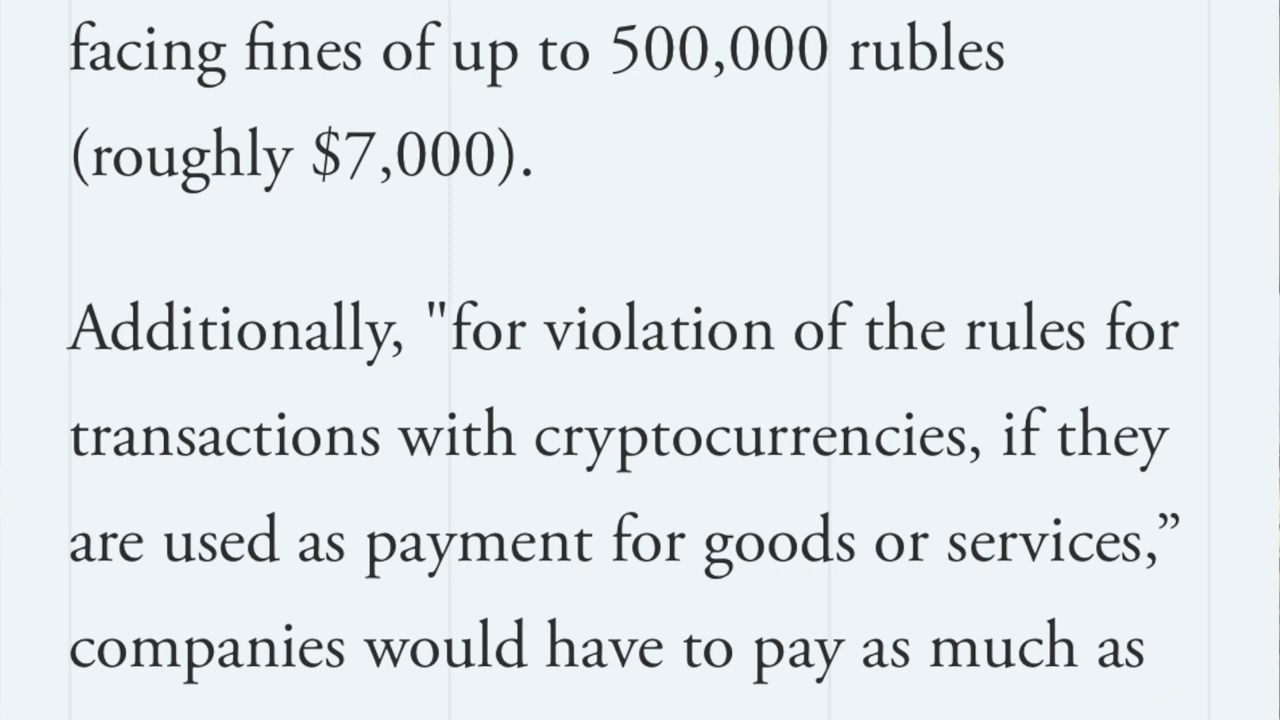 facing fines of up to 500,000 rubles
(roughly $7,000).
Additionally, "for violation of the rules for
transactions with cryptocurrencies, if they
are used as payment for goods or services,”
companies would have to pay as much as